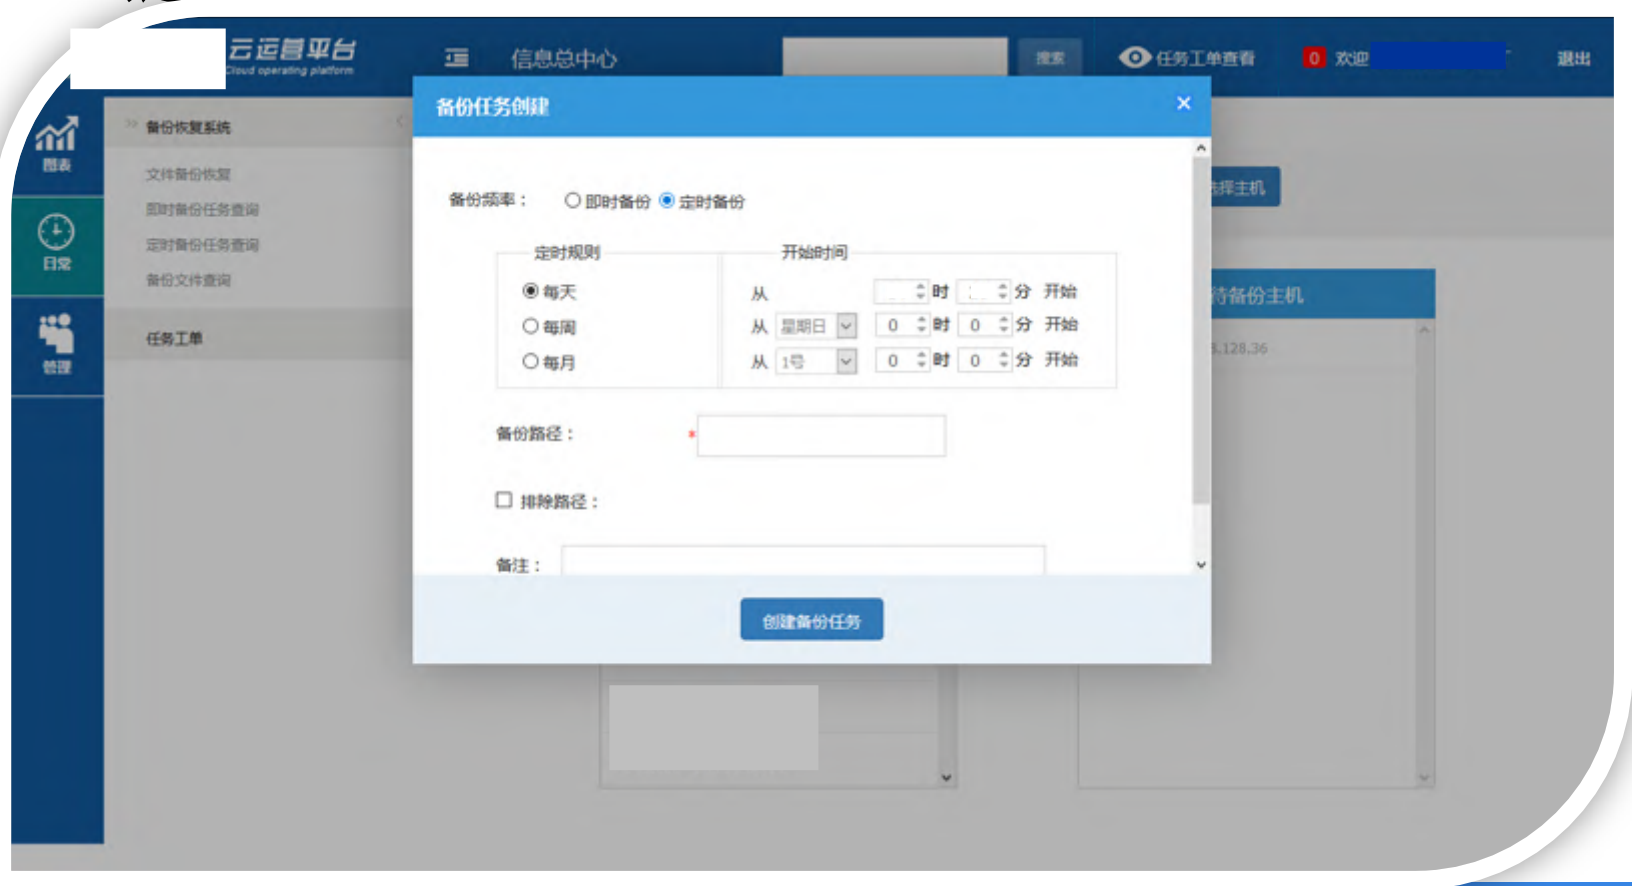 云运营平台
Cloud operating platform
信息总中心
搜索
任务工单查看
0
欢迎
退出
图表
日常
管理
备份恢复系统
文件备份恢复
即时备份任务查询
定时备份任务查询
备份文件查询
任务工单
备份任务创建
备份频率：
即时备份
定时备份
定时规则
开始时间
每天
从 时 分 开始
每周
从 星期日 0 时 0 分 开始
每月
从 1号 0 时 0 分 开始
备份路径：
*
排除路径：
备注：
创建备份任务
择主机
待备份主机
.128.36